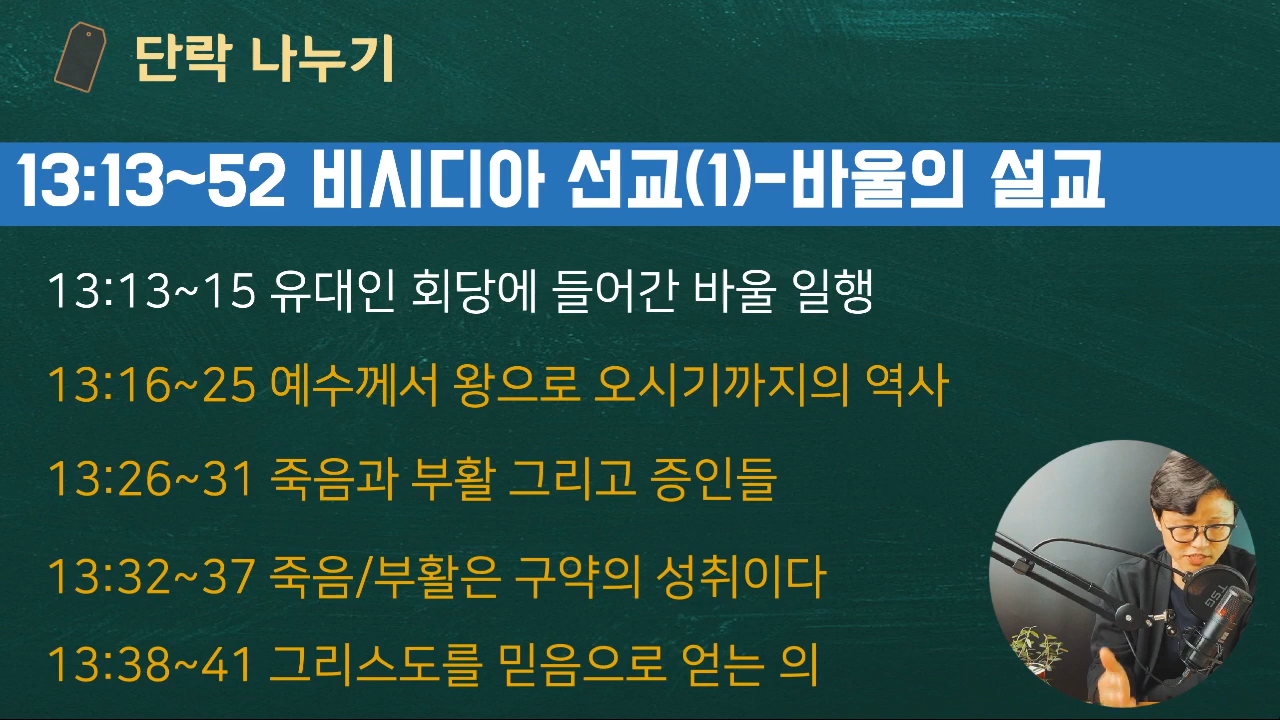 단락 나누기
13:13~52 비시디아 선교(1)-바울의 설교
13:13~15 유대인 회당에 들어간 바울 일행
13:16~25 예수께서 왕으로 오시기까지의 역사
13:26~31 죽음과 부활 그리고 증인들
13:32~37 죽음/부활은 구약의 성취이다
13:38~41 그리스도를 믿음으로 얻는 의
TSG